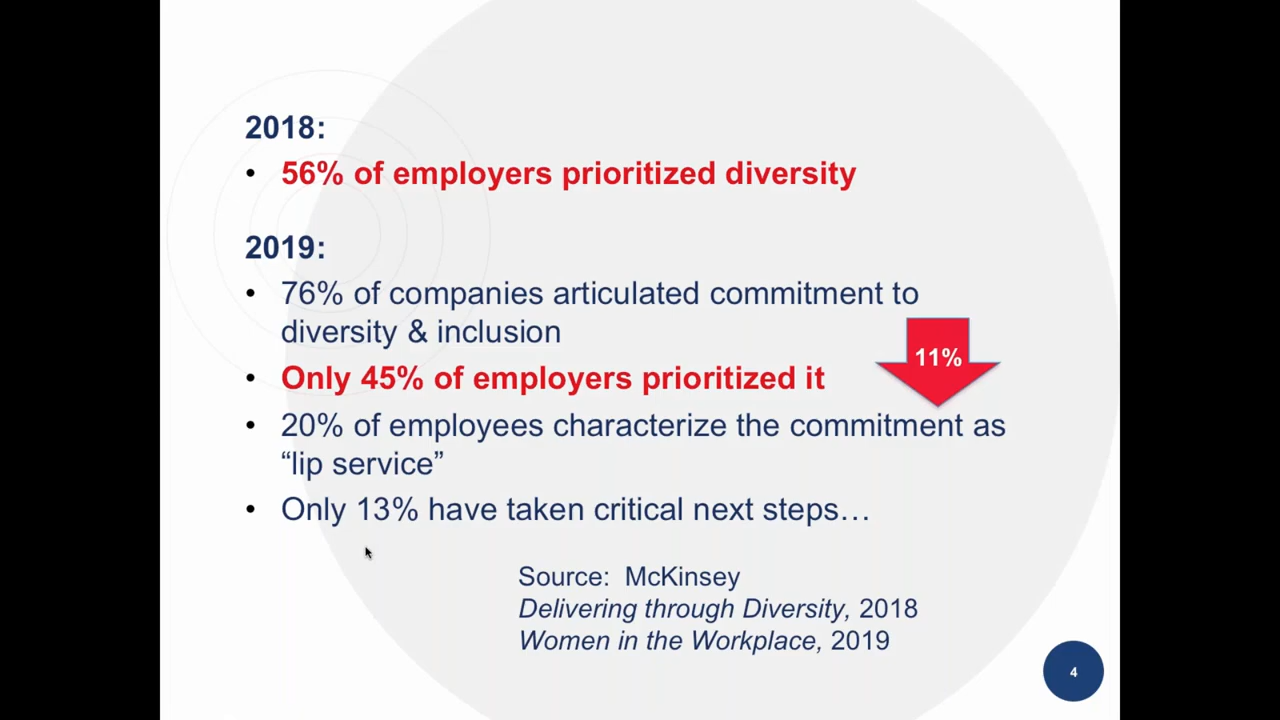 2018:
• 56% of employers prioritized diversity
2019:
• 76% of companies articulated commitment to
diversity & inclusion
11%
• Only 45% of employers prioritized it
• 20% of employees characterize the commitment as
“lip service”
• Only 13% have taken critical next steps…
Source:  McKinsey
Delivering through Diversity, 2018
Women in the Workplace, 2019
4